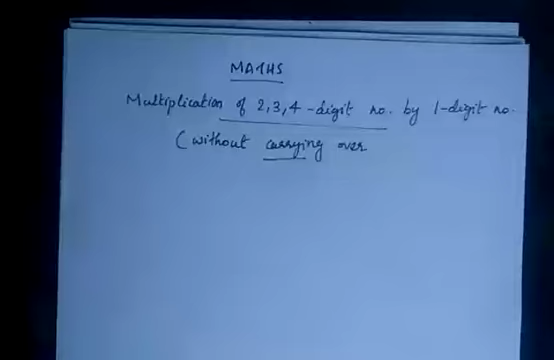 MATHS
Multiplication of 2,3,4-digit no. by 1-digit no.
(without carrying over